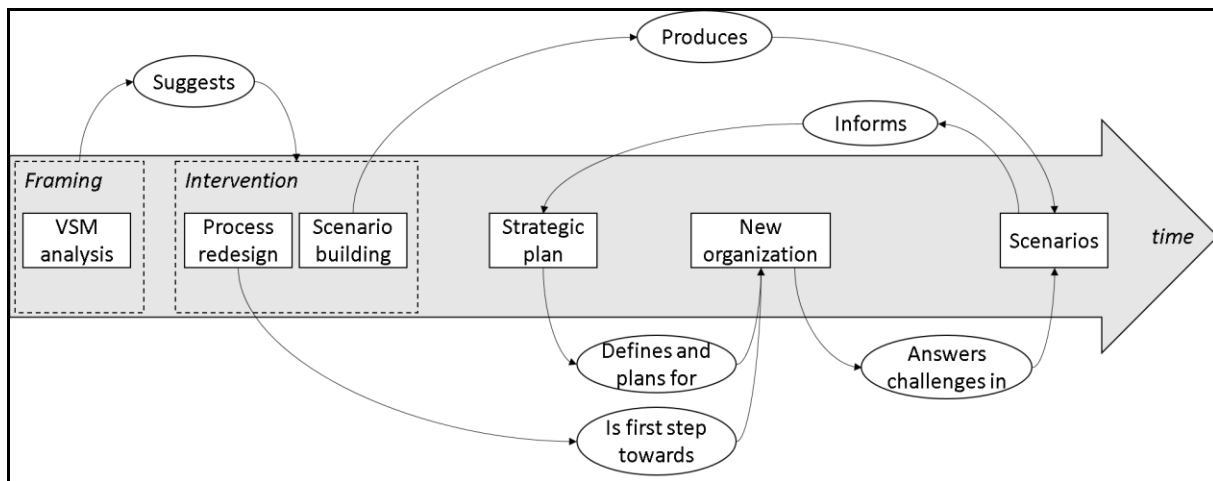 Produces
Suggests
Informs
Framing
Intervention
VSM
analysis
Process
redesign
Scenario
building
Strategic
plan
New
organization
Scenarios
time
Defines and
plans for
Answers
challenges in
Is first step
towards